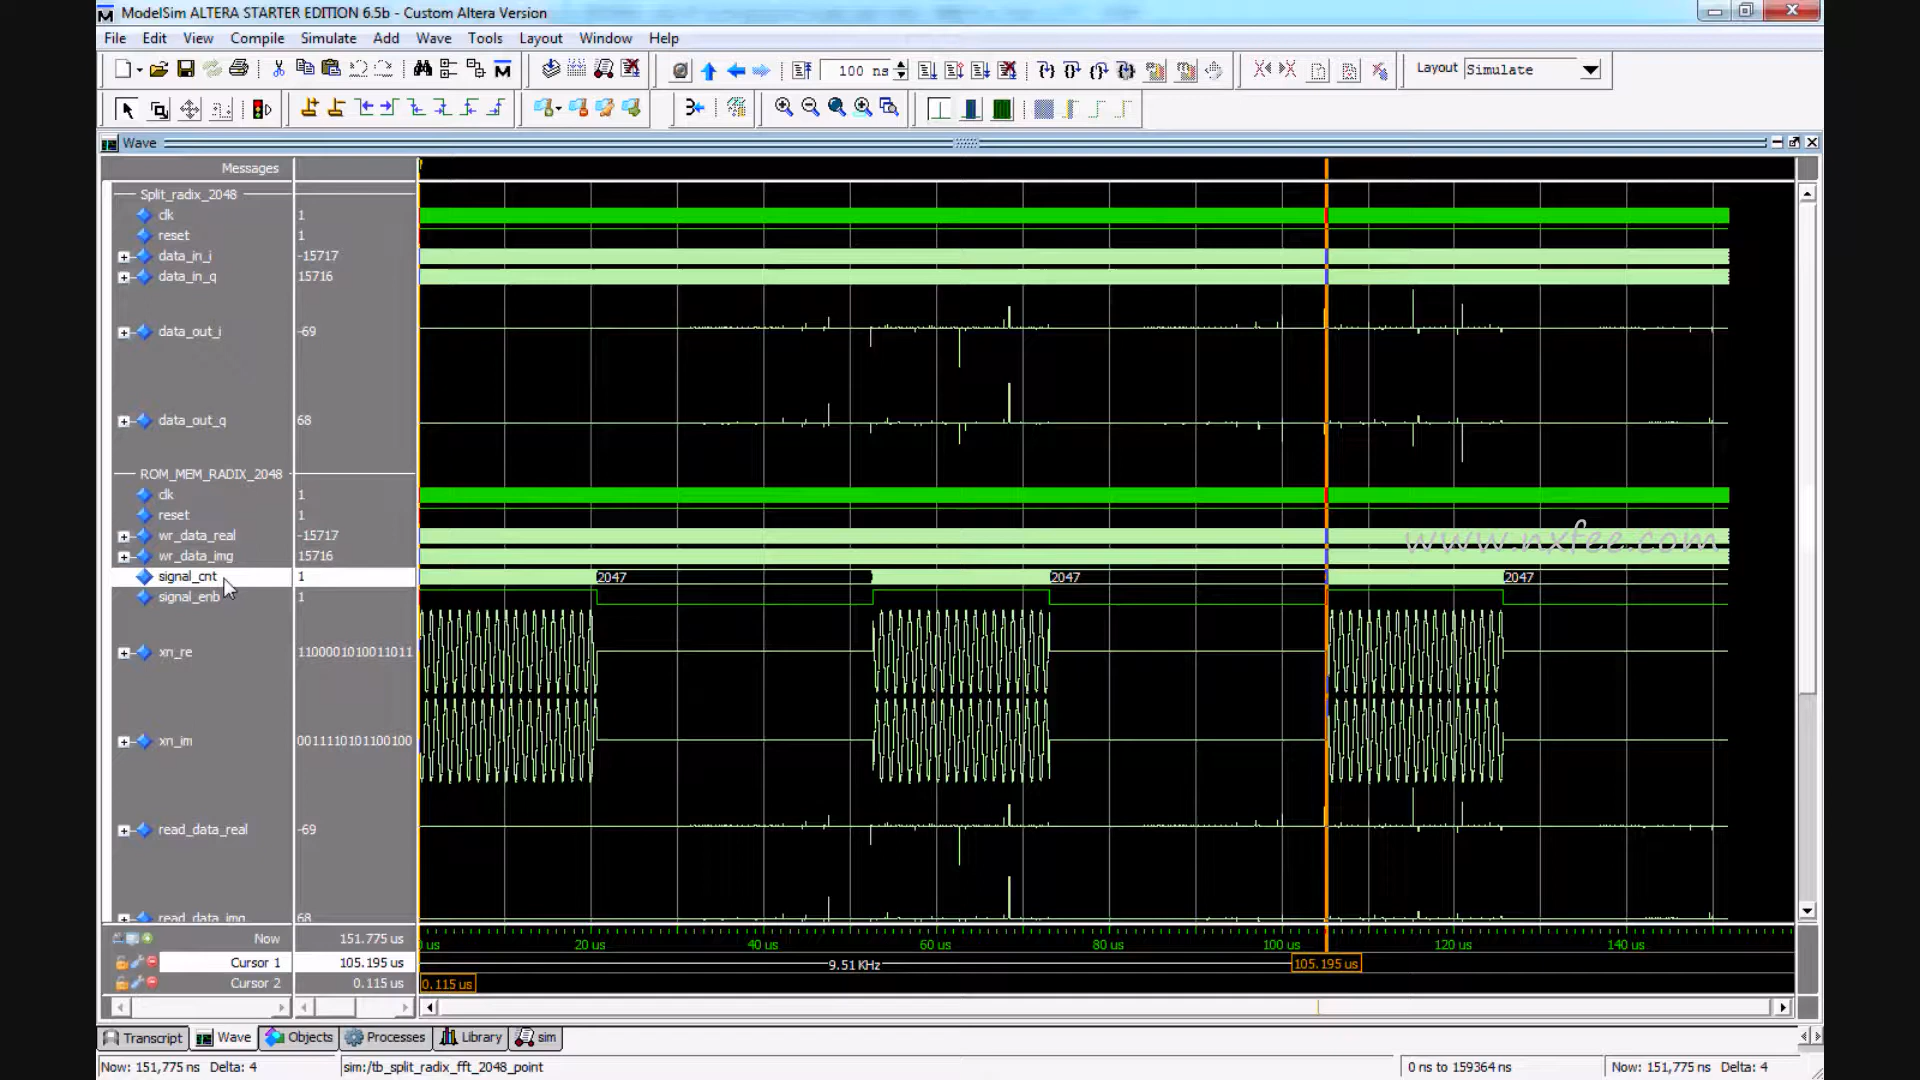 ModelSim ALTERA STARTER EDITION 6.5b - Custom Altera Version
File Edit View Compile Simulate Add Wave Tools Layout Window Help
100 ns
Layout Simulate
Wave
Messages
Split_radix_2048
clk 1
reset 1
data_in_i -15717
data_in_q 15716
data_out_i -69
data_out_q 68
ROM_MEM_RADIX_2048
clk 1
reset 1
wr_data_real -15717
wr_data_img 15716
www.nxfee.com
signal_cnt 1 2047 2047 2047
signal_enb 1
xn_re 1100001010011011
xn_im 0011110101100100
read_data_real -69
read_data_img 68
Now 151.775 us us 20 us 40 us 60 us 80 us 100 us 120 us 140 us
Cursor 1 105.195 us 9.51 KHz 105.195 us
Cursor 2 0.115 us 0.115 us
Transcript Wave Objects Processes Library sim
Now: 151,775 ns Delta: 4 sim:/tb_split_radix_fft_2048_point 0 ns to 159364 ns Now: 151,775 ns Delta: 4